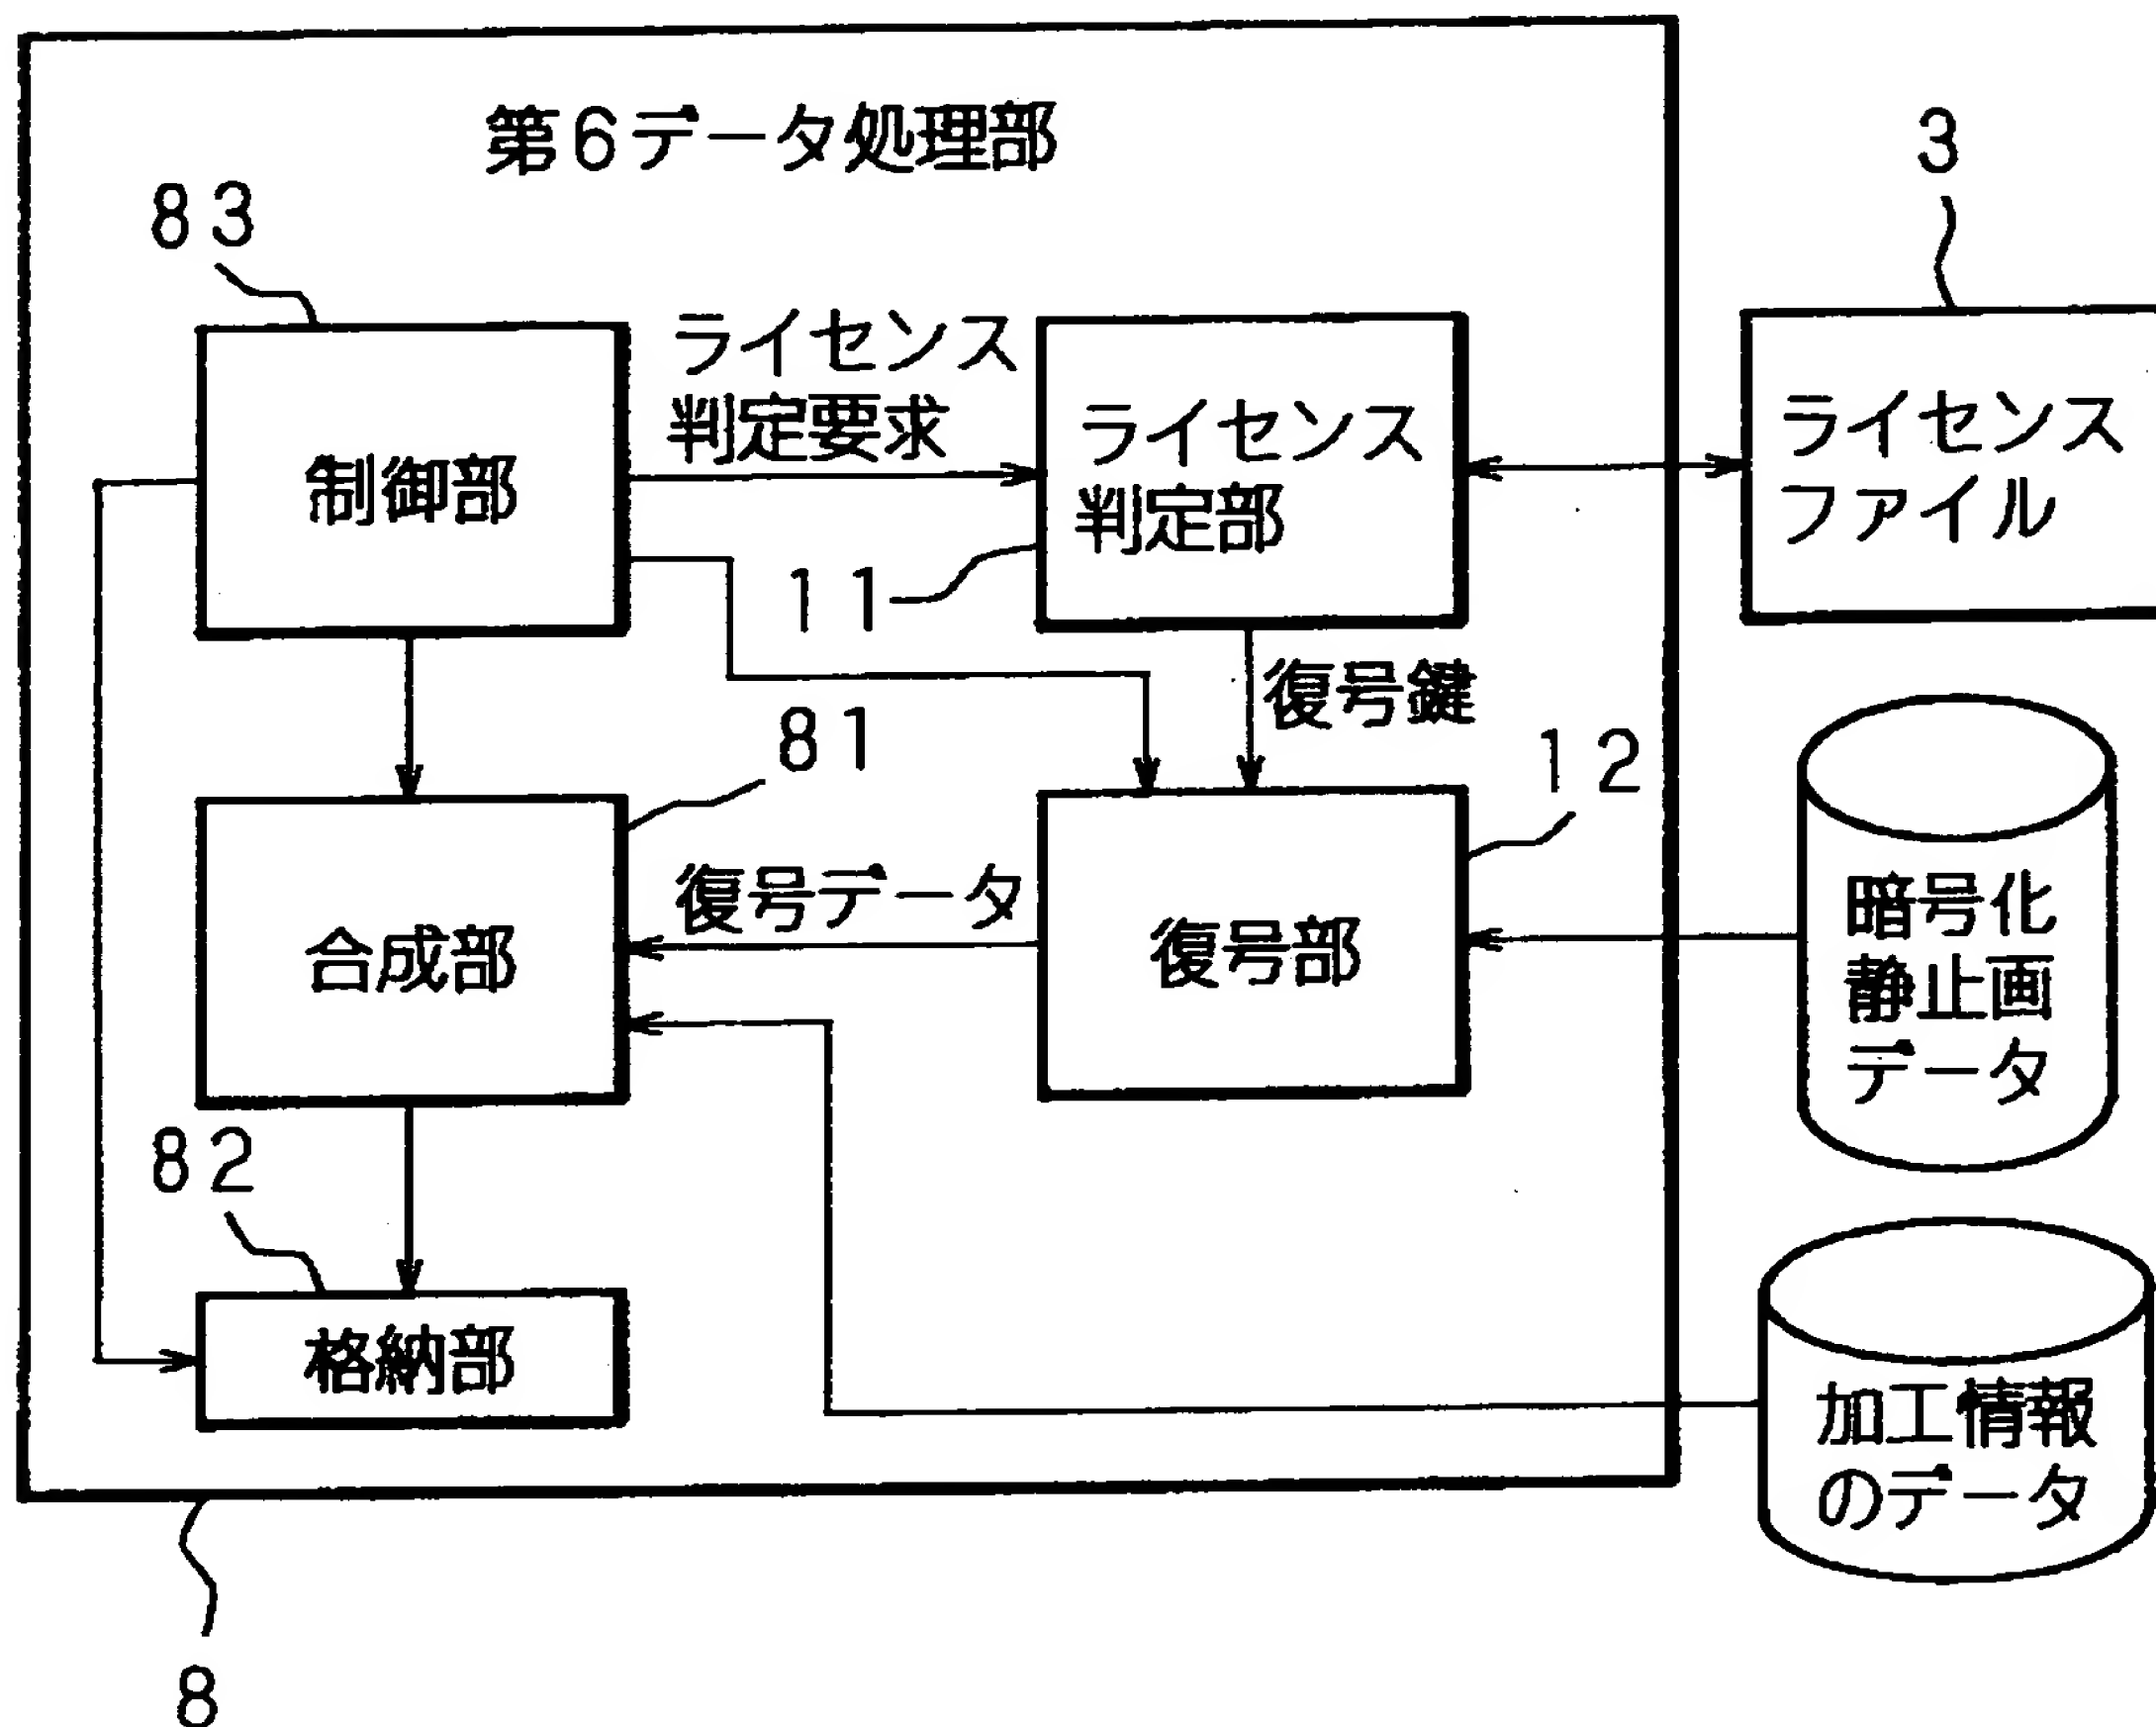 第6データ処理部
83
3
ライセンス
判定要求
制御部
ライセンス
判定部
ライセンス
ファイル
11
復号鍵
81
12
復号データ
合成部
復号部
暗号化
静止画
データ
82
格納部
加工情報
のデータ
8